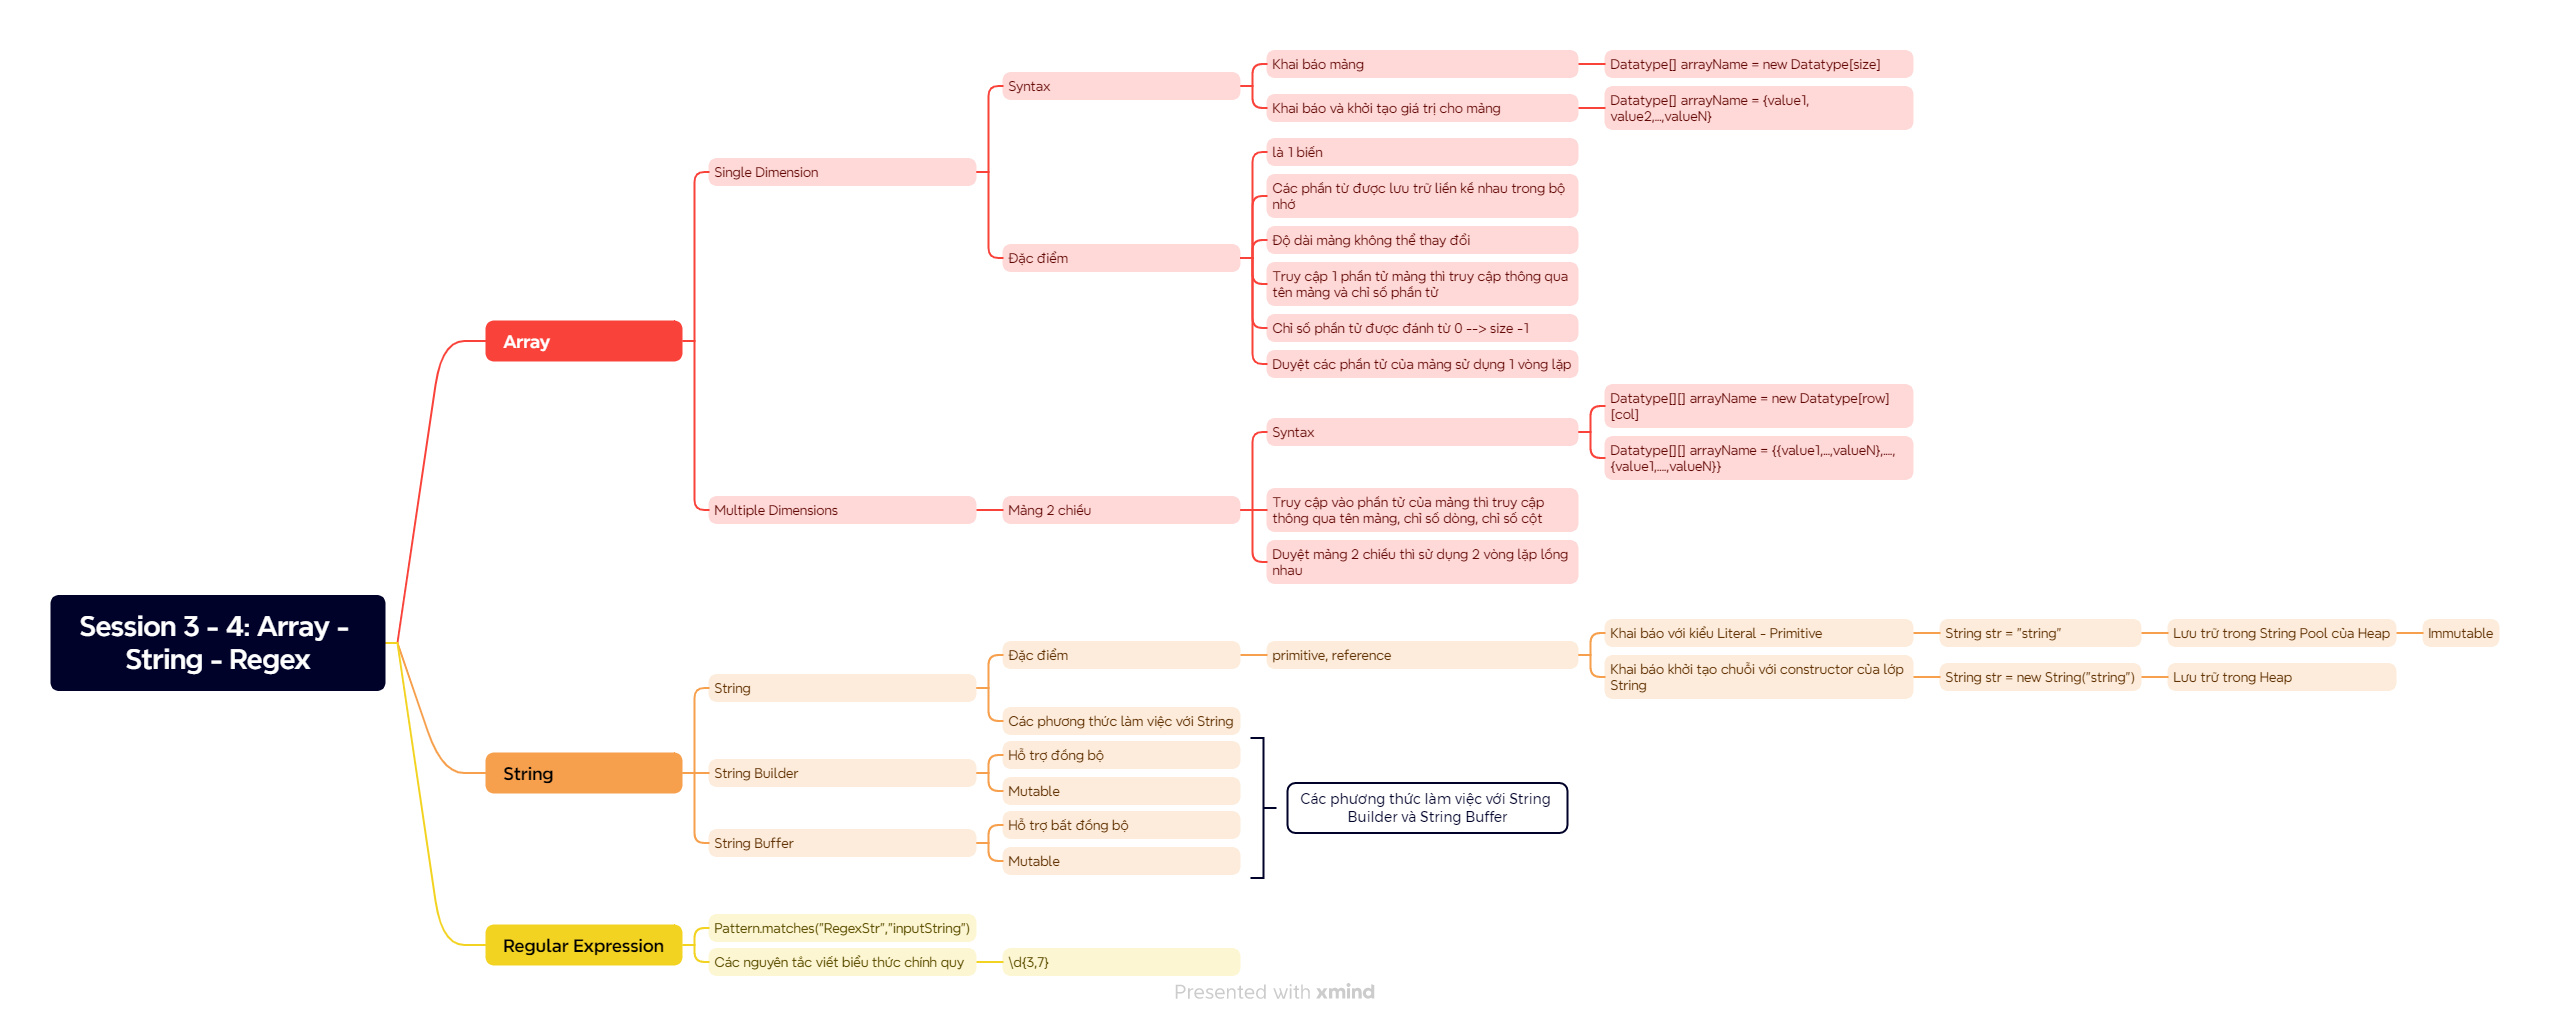 Session 3 - 4: Array -
String - Regex
Array
Single Dimension
Syntax
Khai báo mảng
Datatype[] arrayName = new Datatype[size]
Khai báo và khởi tạo giá trị cho mảng
Datatype[] arrayName = {value1,
value2,...,valueN}
Đặc điểm
là 1 biến
Các phần tử được lưu trữ liền kề nhau trong bộ
nhớ
Độ dài mảng không thể thay đổi
Truy cập 1 phần tử mảng thì truy cập thông qua
tên mảng và chỉ số phần tử
Chỉ số phần tử được đánh từ 0 --> size -1
Duyệt các phần tử của mảng sử dụng 1 vòng lặp
Multiple Dimensions
Mảng 2 chiều
Syntax
Datatype[][] arrayName = new Datatype[row]
[col]
Datatype[][] arrayName = {{value1,...,valueN},....,
{value1,....,valueN}}
Truy cập vào phần tử của mảng thì truy cập
thông qua tên mảng, chỉ số dòng, chỉ số cột
Duyệt mảng 2 chiều thì sử dụng 2 vòng lặp lồng
nhau
String
String
Đặc điểm
primitive, reference
Khai báo với kiểu Literal - Primitive
String str = "string"
Lưu trữ trong String Pool của Heap
Immutable
Khai báo khởi tạo chuỗi với constructor của lớp
String
String str = new String("string")
Lưu trữ trong Heap
Các phương thức làm việc với String
String Builder
Hỗ trợ đồng bộ
Mutable
String Buffer
Hỗ trợ bất đồng bộ
Mutable
Các phương thức làm việc với String
Builder và String Buffer
Regular Expression
Pattern.matches("RegexStr","inputString")
Các nguyên tắc viết biểu thức chính quy
\d{3,7}
Presented with xmind